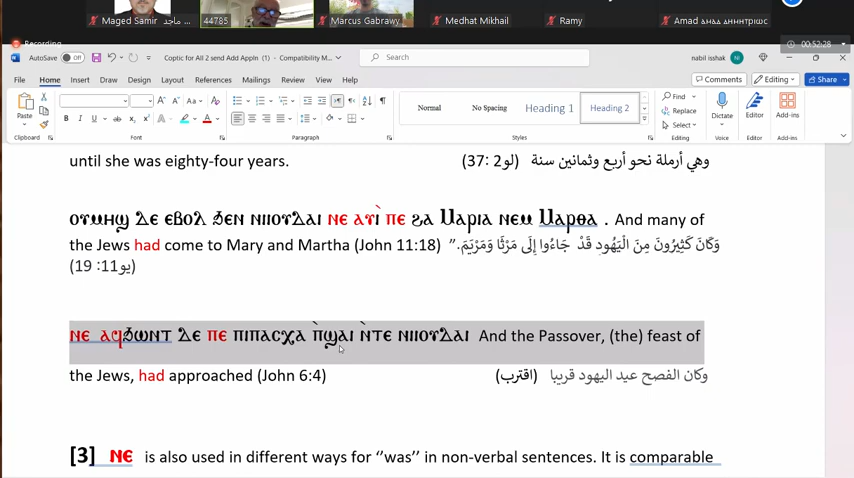 Maged Samir ماجد ...
44785
Marcus Gabrawy
Medhat Mikhail
Ramy
Recording
00:52:28
AutoSave Off
Coptic for All 2 send Add Appln (1) - Compatibility M...
Search
nabil isshak NI
File Home Insert Draw Design Layout References Mailings Review View Help
Comments Editing Share
Paste
Normal
No Spacing
Heading 1
Heading 2
Find
Replace
Select
Dictate
Editor
Add-ins
Clipboard Font Paragraph Styles Editing Voice Editor Add-ins
until she was eighty-four years. وهي أرملة نحو أربع وثمانين سنة (لو2 :37)
ⲟⲩⲙⲏϣ ⲇⲉ ⲉⲃⲟⲗ ϧⲉⲛ ⲛⲓⲓⲟⲩⲇⲁⲓ ⲛⲉ ⲁⲩⲓ̀ ⲡⲉ ϩⲁ Ⲙⲁⲣⲓⲁ ⲛⲉⲙ Ⲙⲁⲣⲑⲁ . And many of
the Jews had come to Mary and Martha (John 11:18) وَكَانَ كَثِيرُونَ مِنَ الْيَهُودِ قَدْ جَاءُوا إِلَى مَرْثَا وَمَرْيَمَ.”
(يو11: 19)
ⲛⲉ ⲁϥϧⲱⲛⲧ ⲇⲉ ⲡⲉ ⲡⲓⲡⲁⲥⲭⲁ ⲡ̀ϣⲁⲓ ⲛ̀ⲧⲉ ⲛⲓⲓⲟⲩⲇⲁⲓ And the Passover, (the) feast of
the Jews, had approached (John 6:4) وكان الفصح عيد اليهود قريبا (اقترب)
[3] ⲛⲉ is also used in different ways for ‘‘was’’ in non-verbal sentences. It is comparable